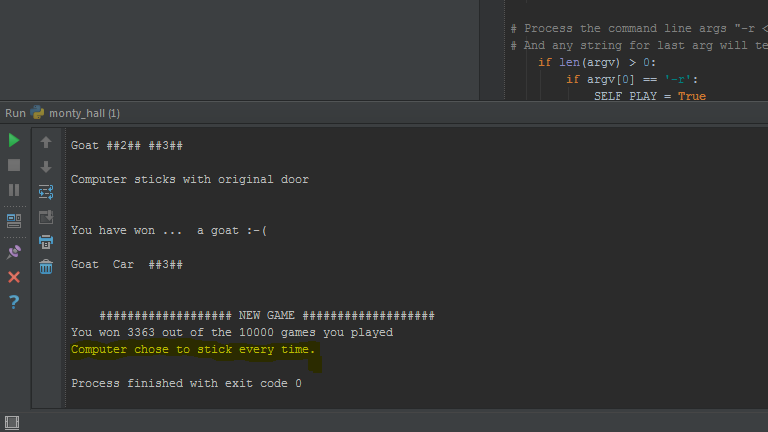 # Process the command line args "-r <
# And any string for last arg will te
if len(argv) > 0:
if argv[0] == '-r':
SELF_PLAY = True
Run monty_hall (1)
Goat ##2## ##3##
Computer sticks with original door
You have won ... a goat :-(
Goat Car ##3##
################### NEW GAME ###################
You won 3363 out of the 10000 games you played
Computer chose to stick every time.
Process finished with exit code 0